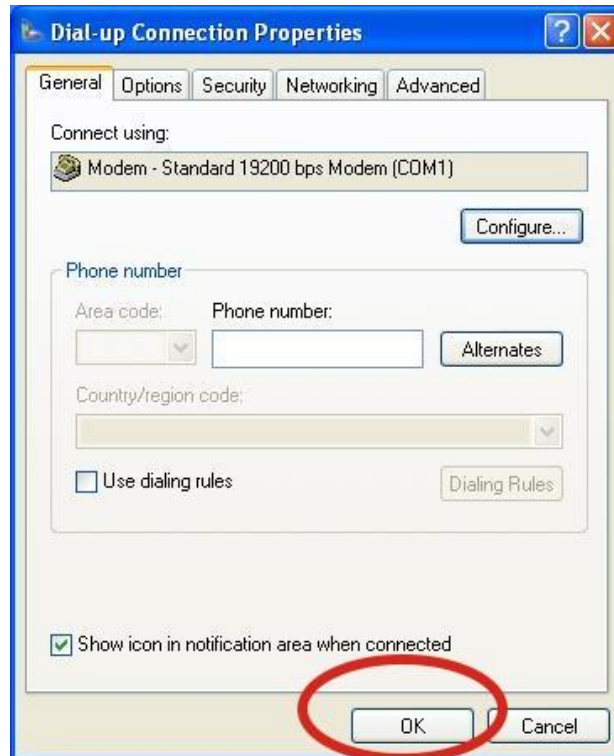 Dial-up Connection Properties
General Options Security Networking Advanced
Connect using:
Modem - Standard 19200 bps Modem (COM1)
Configure...
Phone number
Area code: Phone number:
Alternates
Country/region code:
Use dialing rules Dialing Rules
Show icon in notification area when connected
OK Cancel